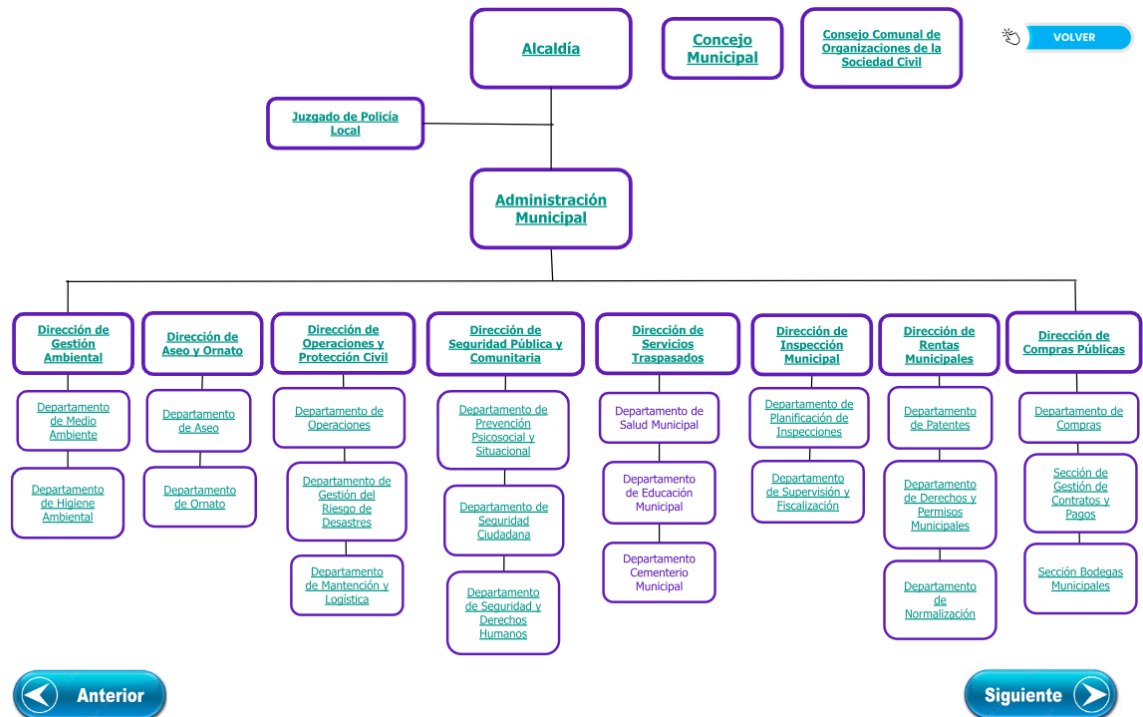 Alcaldía
Concejo
Municipal
Consejo Comunal de
Organizaciones de la
Sociedad Civil
VOLVER
Juzgado de Policía
Local
Administración
Municipal
Dirección de
Gestión
Ambiental
Departamento
de Medio
Ambiente
Departamento
de Higiene
Ambiental
Dirección de
Aseo y Ornato
Departamento
de Aseo
Departamento
de Ornato
Dirección de
Operaciones y
Protección Civil
Departamento de
Operaciones
Departamento de
Gestión del
Riesgo de
Desastres
Departamento
de Mantención y
Logística
Dirección de
Seguridad Pública y
Comunitaria
Departamento de
Prevención
Psicosocial y
Situacional
Departamento de
Seguridad
Ciudadana
Departamento
de Seguridad y
Derechos
Humanos
Dirección de
Servicios
Traspasados
Departamento de
Salud Municipal
Departamento
de Educación
Municipal
Departamento
Cementerio
Municipal
Dirección de
Inspección
Municipal
Departamento de
Planificación de
Inspecciones
Departamento
de Supervisión y
Fiscalización
Dirección de
Rentas
Municipales
Departamento
de Patentes
Departamento
de Derechos y
Permisos
Municipales
Departamento
de
Normalización
Dirección de
Compras Públicas
Departamento de
Compras
Sección de
Gestión de
Contratos y
Pagos
Sección Bodegas
Municipales
Anterior
Siguiente